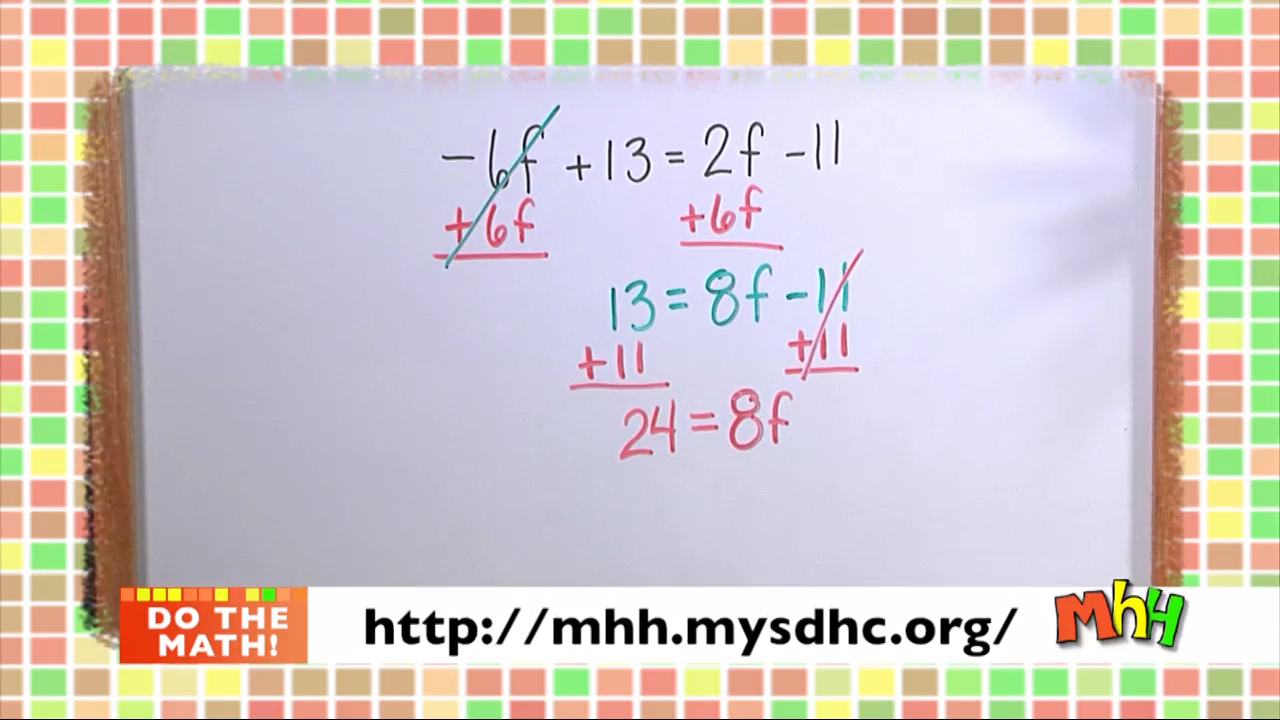 -6f + 13 = 2f - 11
+6f +6f
13 = 8f - 11
+11 +11
24 = 8f
DO THE
MATH!
http://mhh.mysdhc.org/
MhH